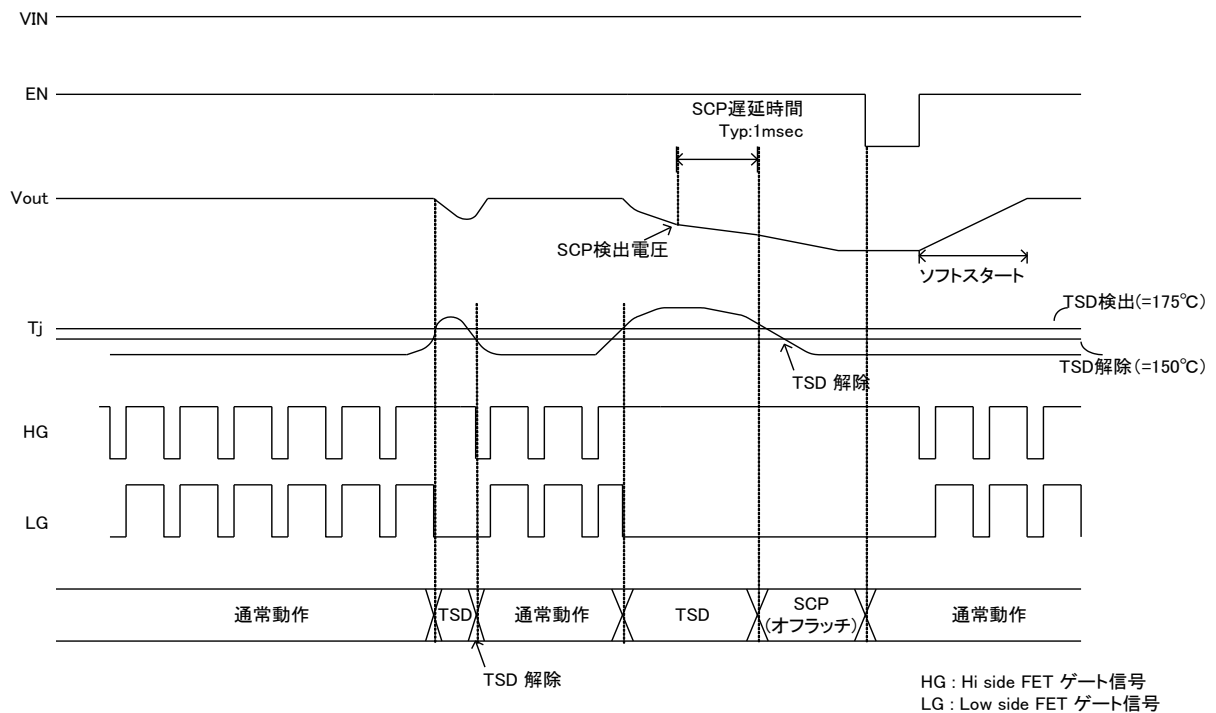 VIN
EN
SCP遅延時間
Typ:1msec
Vout
SCP検出電圧
ソフトスタート
TSD検出(=175℃)
Tj
TSD解除(=150℃)
TSD 解除
HG
LG
通常動作
TSD
通常動作
TSD
SCP
(オフラッチ)
通常動作
TSD 解除
HG : Hi side FET ゲート信号
LG : Low side FET ゲート信号